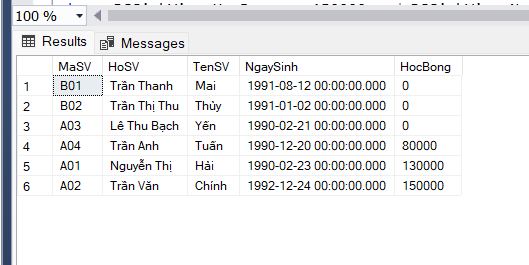 100 %
Results Messages
MaSV HoSV TenSV NgaySinh HocBong
1 B01 Trần Thanh Mai 1991-08-12 00:00:00.000 0
2 B02 Trần Thị Thu Thủy 1991-01-02 00:00:00.000 0
3 A03 Lê Thu Bạch Yến 1990-02-21 00:00:00.000 0
4 A04 Trần Anh Tuấn 1990-12-20 00:00:00.000 80000
5 A01 Nguyễn Thị Hải 1990-02-23 00:00:00.000 130000
6 A02 Trần Văn Chính 1992-12-24 00:00:00.000 150000